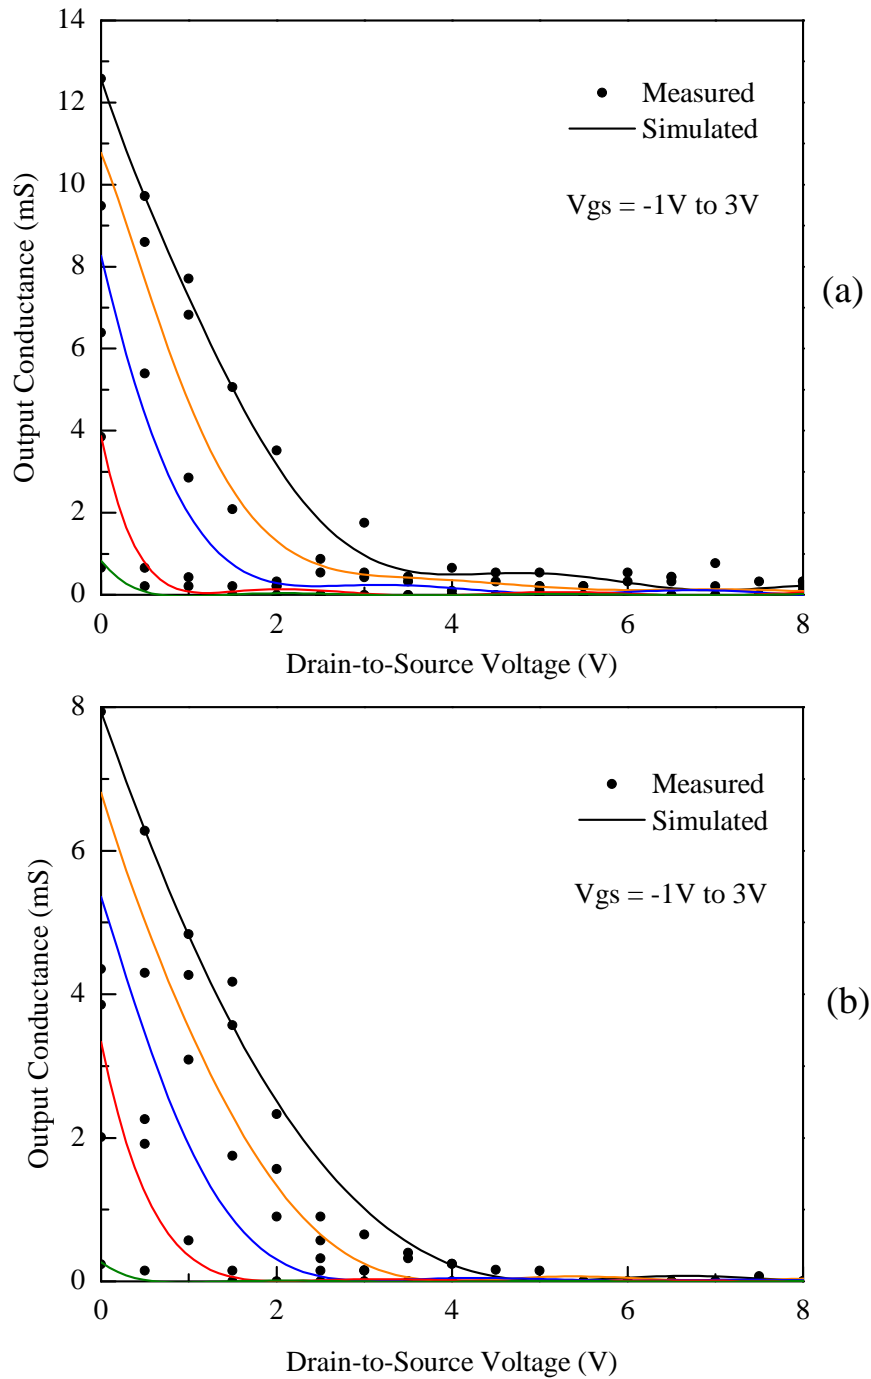 14
12
10
8
6
4
2
0
Output Conductance (mS)
Measured
Simulated
Vgs = -1V to 3V
(a)
0 2 4 6 8
Drain-to-Source Voltage (V)
8
6
4
2
0
Output Conductance (mS)
Measured
Simulated
Vgs = -1V to 3V
(b)
0 2 4 6 8
Drain-to-Source Voltage (V)